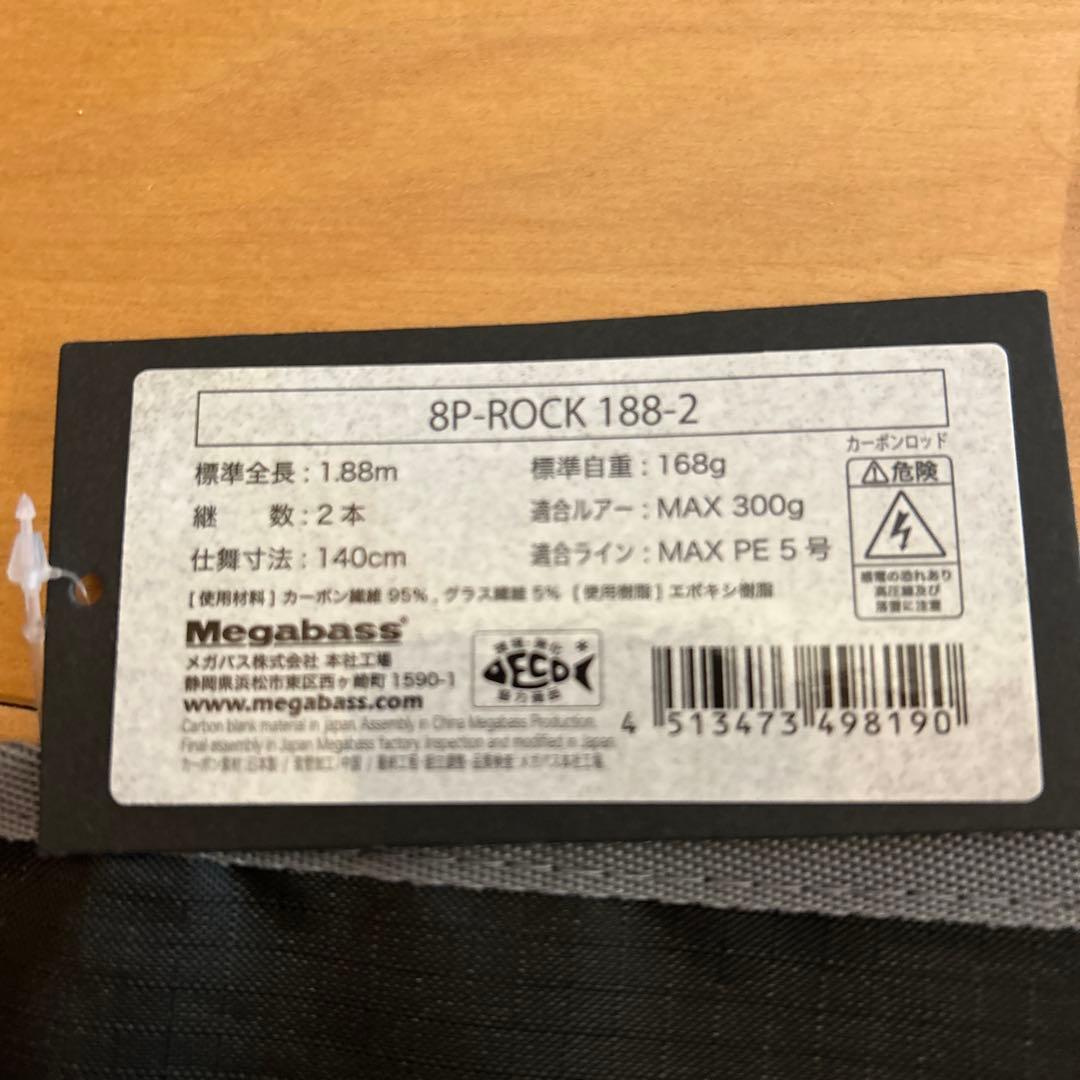 8P-ROCK 188-2
標準全長 : 1.88m
標準自重 : 168g
継 数 : 2 本
適合ルアー : MAX 300g
仕舞寸法 : 140cm
適合ライン : MAX PE 5 号
[ 使用材料 ] カーボン繊維 95% , グラス繊維 5% [ 使用樹脂 ] エポキシ樹脂
カーボンロッド
⚠危険
感電の恐れあり
高圧線及び
落雷に注意
Megabass®
メガバス株式会社 本社工場
静岡県浜松市東区西ヶ崎町 1590-1
www.megabass.com
Carbon blank material in Japan. Assembly in China Megabass Production.
Final assembly in Japan Megabass factory. Inspection and modified in Japan.
ECO
4 513473 498190